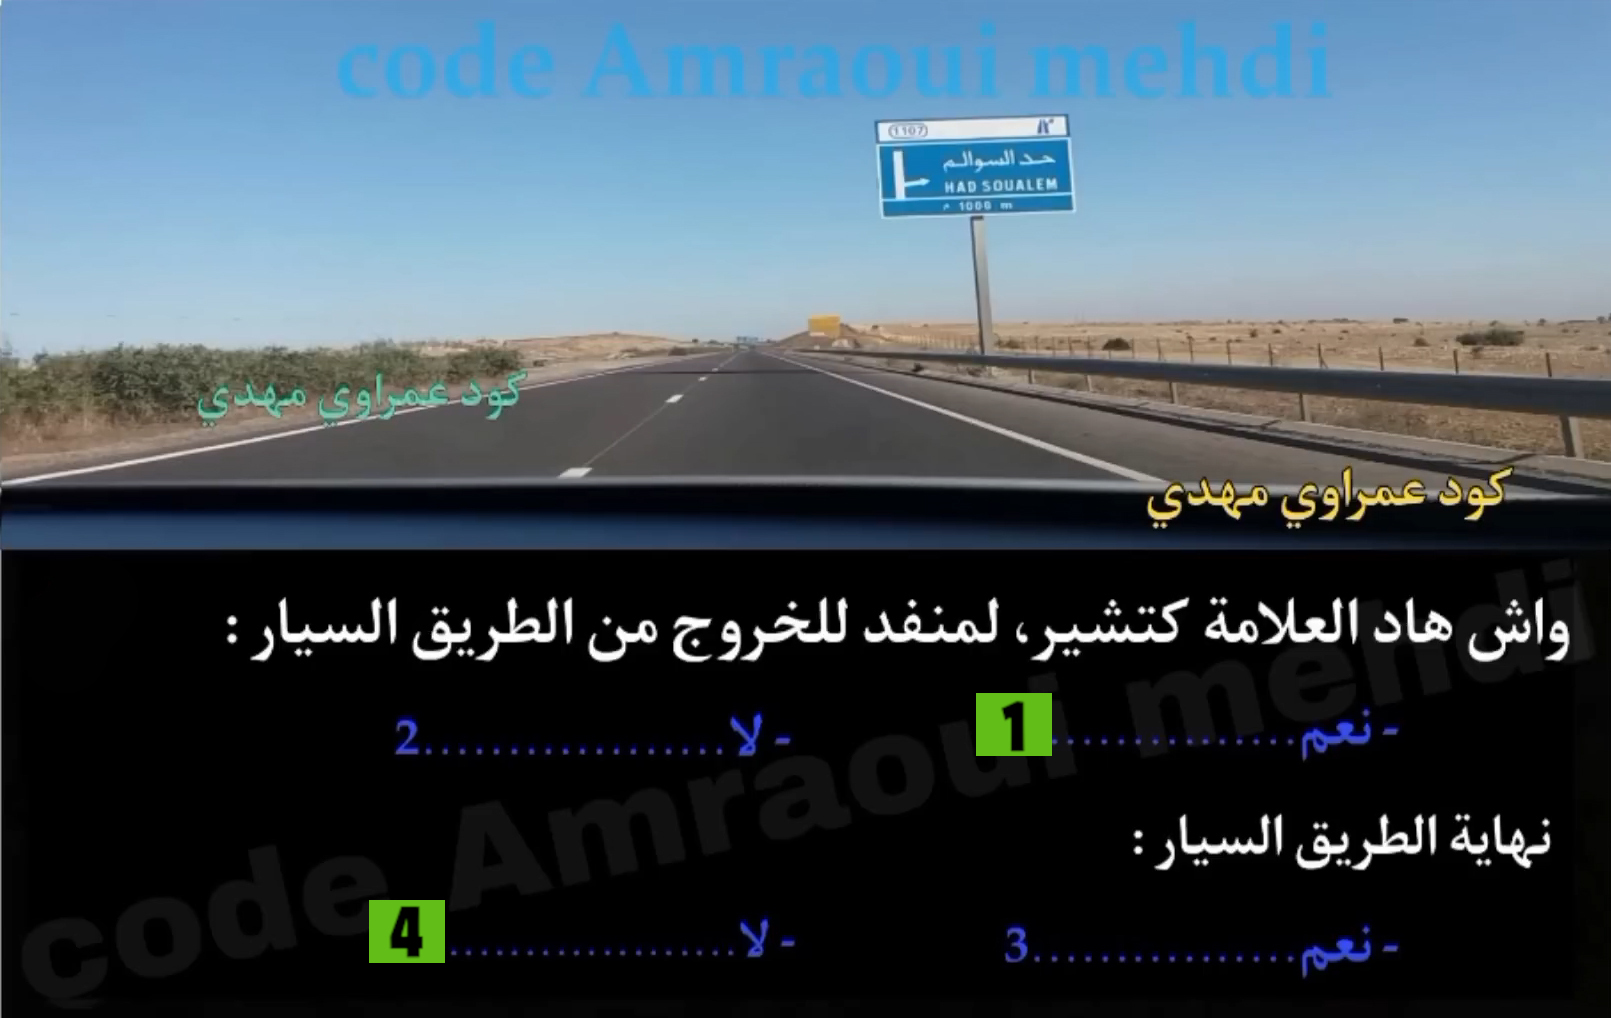 code Amraoui mehdi
1107
حد السوالم
HAD SOUALEM
1000 m م
كود عمراوي مهدي
كود عمراوي مهدي
واش هاد العلامة كتشير، لمنفد للخروج من الطريق السيار :
- نعم................1 - لا..................2
نهاية الطريق السيار :
- نعم................3 - لا..................4
code Amraoui mehdi